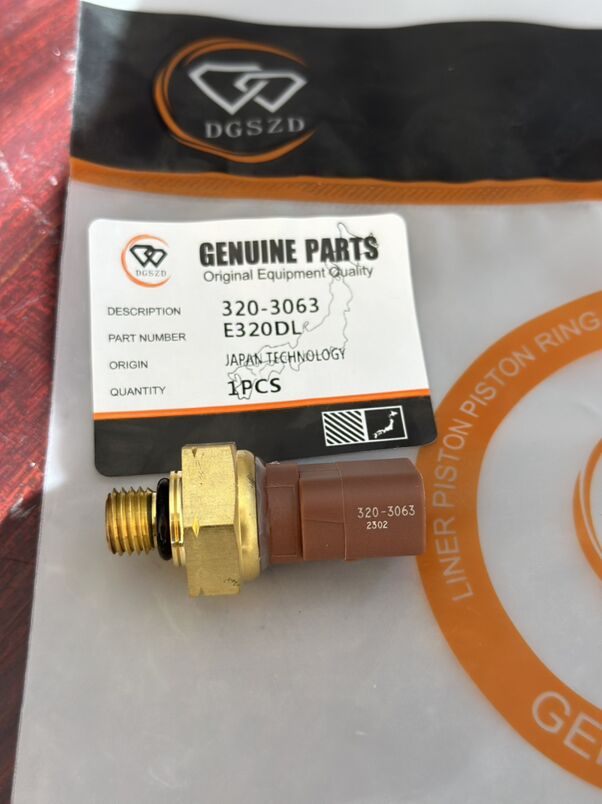 DGSZD
DGSZD
GENUINE PARTS
Original Equipment Quality
DESCRIPTION 320-3063
PART NUMBER E320DL
ORIGIN JAPAN TECHNOLOGY
QUANTITY 1PCS
320-3063
2302
LINER PISTON PISTON RING
GE